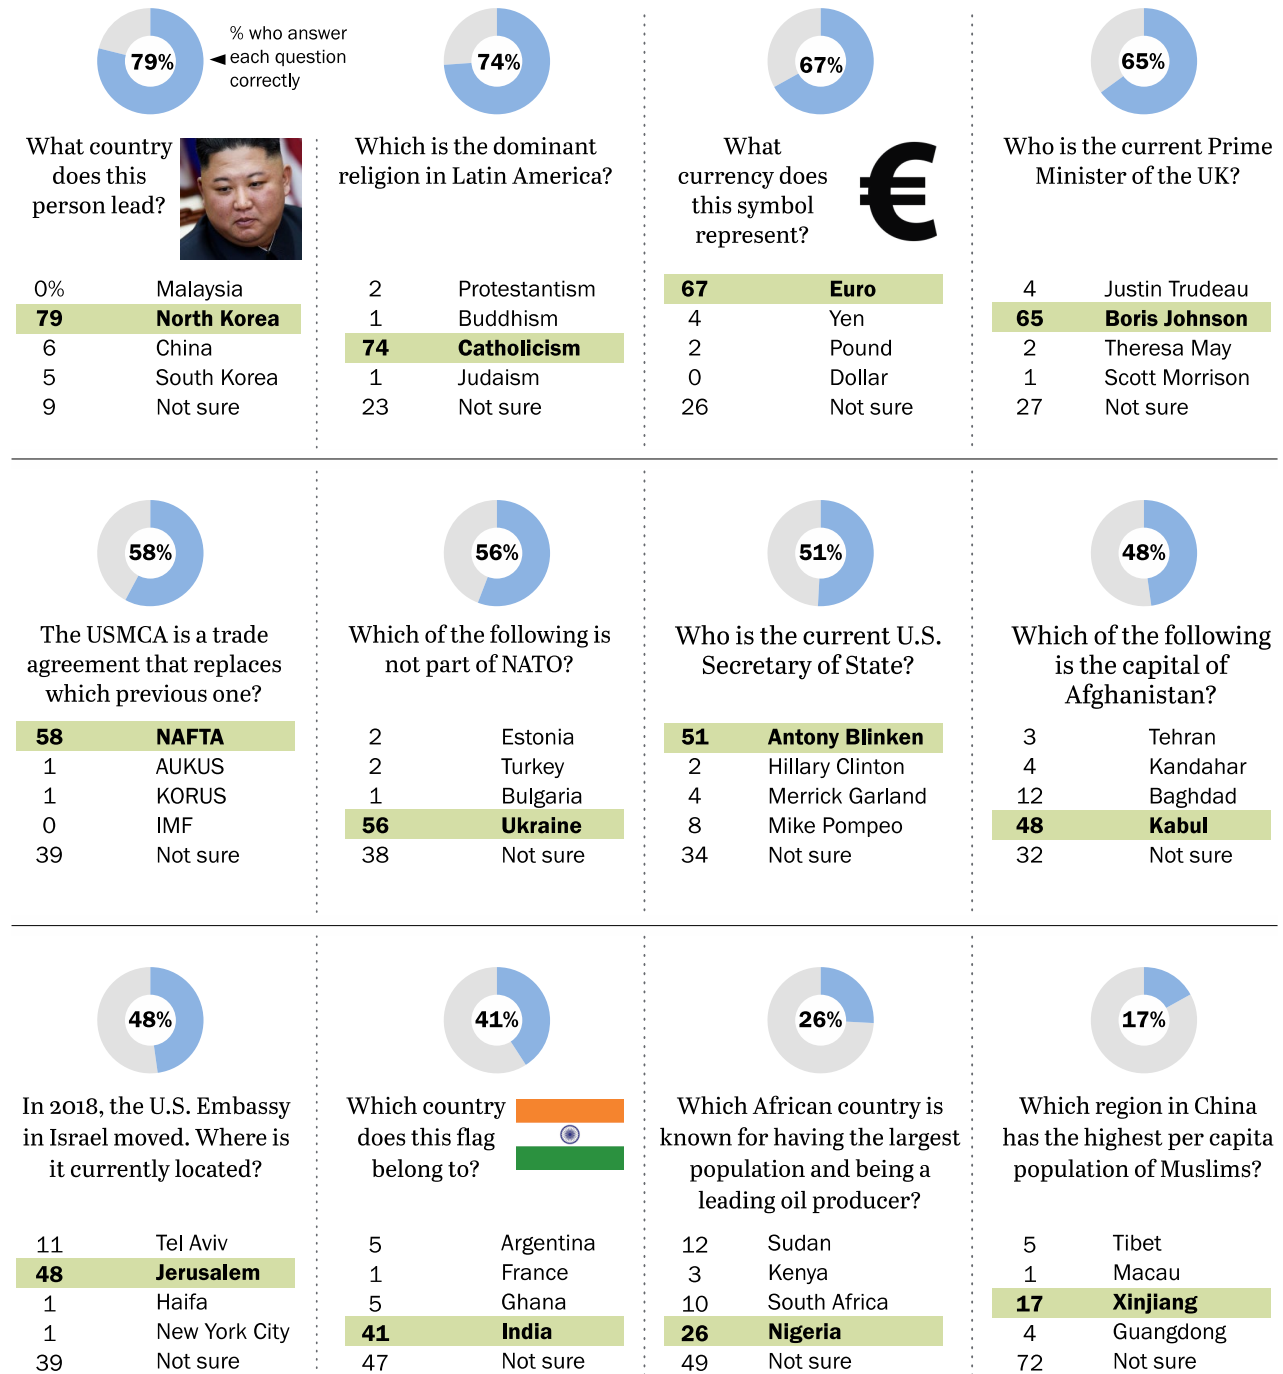 79%
% who answer
each question
correctly
What country
does this
person lead?
0% Malaysia
79 North Korea
6 China
5 South Korea
9 Not sure
74%
Which is the dominant
religion in Latin America?
2 Protestantism
1 Buddhism
74 Catholicism
1 Judaism
23 Not sure
67%
What
currency does
this symbol
represent?
€
67 Euro
4 Yen
2 Pound
0 Dollar
26 Not sure
65%
Who is the current Prime
Minister of the UK?
4 Justin Trudeau
65 Boris Johnson
2 Theresa May
1 Scott Morrison
27 Not sure
58%
The USMCA is a trade
agreement that replaces
which previous one?
58 NAFTA
1 AUKUS
1 KORUS
0 IMF
39 Not sure
56%
Which of the following is
not part of NATO?
2 Estonia
2 Turkey
1 Bulgaria
56 Ukraine
38 Not sure
51%
Who is the current U.S.
Secretary of State?
51 Antony Blinken
2 Hillary Clinton
4 Merrick Garland
8 Mike Pompeo
34 Not sure
48%
Which of the following
is the capital of
Afghanistan?
3 Tehran
4 Kandahar
12 Baghdad
48 Kabul
32 Not sure
48%
In 2018, the U.S. Embassy
in Israel moved. Where is
it currently located?
11 Tel Aviv
48 Jerusalem
1 Haifa
1 New York City
39 Not sure
41%
Which country
does this flag
belong to?
5 Argentina
1 France
5 Ghana
41 India
47 Not sure
26%
Which African country is
known for having the largest
population and being a
leading oil producer?
12 Sudan
3 Kenya
10 South Africa
26 Nigeria
49 Not sure
17%
Which region in China
has the highest per capita
population of Muslims?
5 Tibet
1 Macau
17 Xinjiang
4 Guangdong
72 Not sure